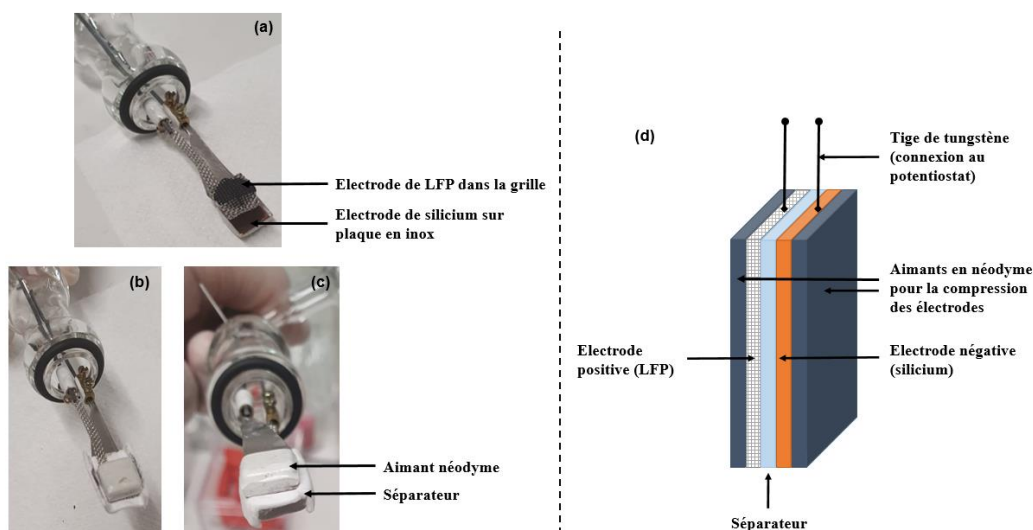 (a)
Electrode de LFP dans la grille
Electrode de silicium sur
plaque en inox
(b)
(c)
Aimant néodyme
Séparateur
(d)
Tige de tungstène
(connexion au
potentiostat)
Aimants en néodyme
pour la compression
des électrodes
Electrode
positive (LFP)
Electrode négative
(silicium)
Séparateur